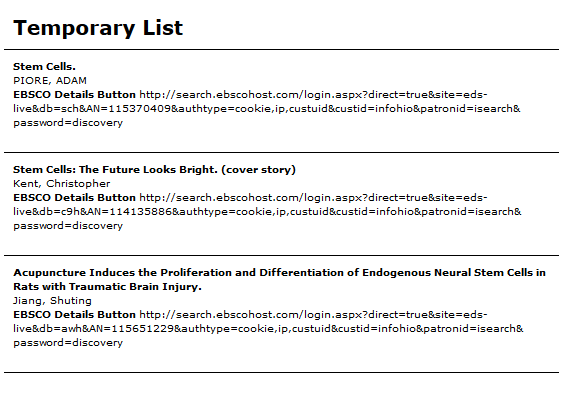 Temporary List
Stem Cells.
PIORE, ADAM
EBSCO Details Button http://search.ebscohost.com/login.aspx?direct=true&site=eds-
live&db=sch&AN=115370409&authtype=cookie,ip,custuid&custid=infohio&patronid=isearch&
password=discovery
Stem Cells: The Future Looks Bright. (cover story)
Kent, Christopher
EBSCO Details Button http://search.ebscohost.com/login.aspx?direct=true&site=eds-
live&db=c9h&AN=114135886&authtype=cookie,ip,custuid&custid=infohio&patronid=isearch&
password=discovery
Acupuncture Induces the Proliferation and Differentiation of Endogenous Neural Stem Cells in
Rats with Traumatic Brain Injury.
Jiang, Shuting
EBSCO Details Button http://search.ebscohost.com/login.aspx?direct=true&site=eds-
live&db=awh&AN=115651229&authtype=cookie,ip,custuid&custid=infohio&patronid=isearch&
password=discovery